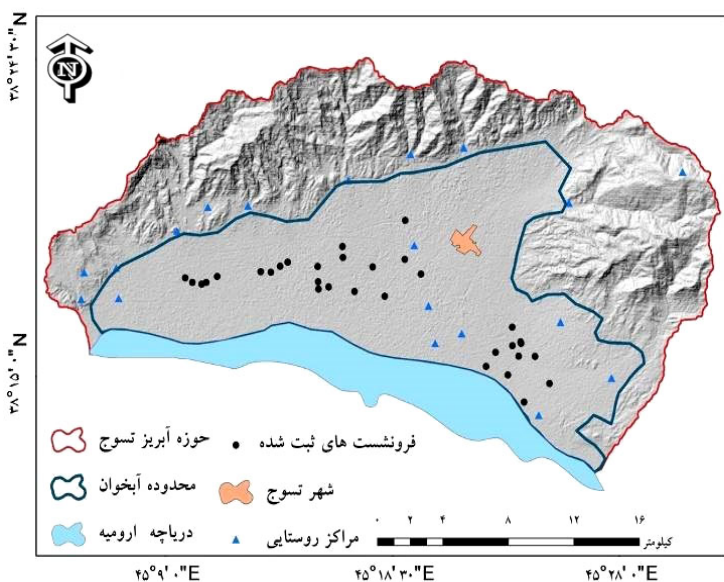 ۳۸°۲۴'۳۰"N
N
۳۸°۱۵'۰"N
حوزه آبریز تسوج
فرونشست های ثبت شده
محدوده آبخوان
شهر تسوج
دریاچه ارومیه
مراکز روستایی
۰ ۲ ۴ ۸ ۱۲ ۱۶
کیلومتر
۴۵°۹'۰"E
۴۵°۱۸'۳۰"E
۴۵°۲۸'۰"E